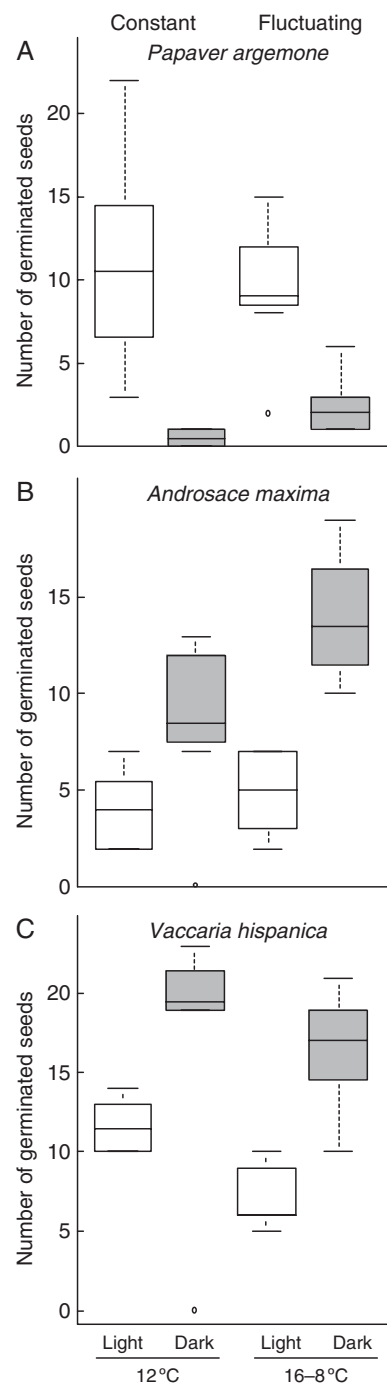 Constant Fluctuating
A Papaver argemone
Number of germinated seeds
20
15
10
5
0
B Androsace maxima
Number of germinated seeds
15
10
5
0
C Vaccaria hispanica
Number of germinated seeds
20
15
10
5
0
Light Dark Light Dark
12°C 16–8°C